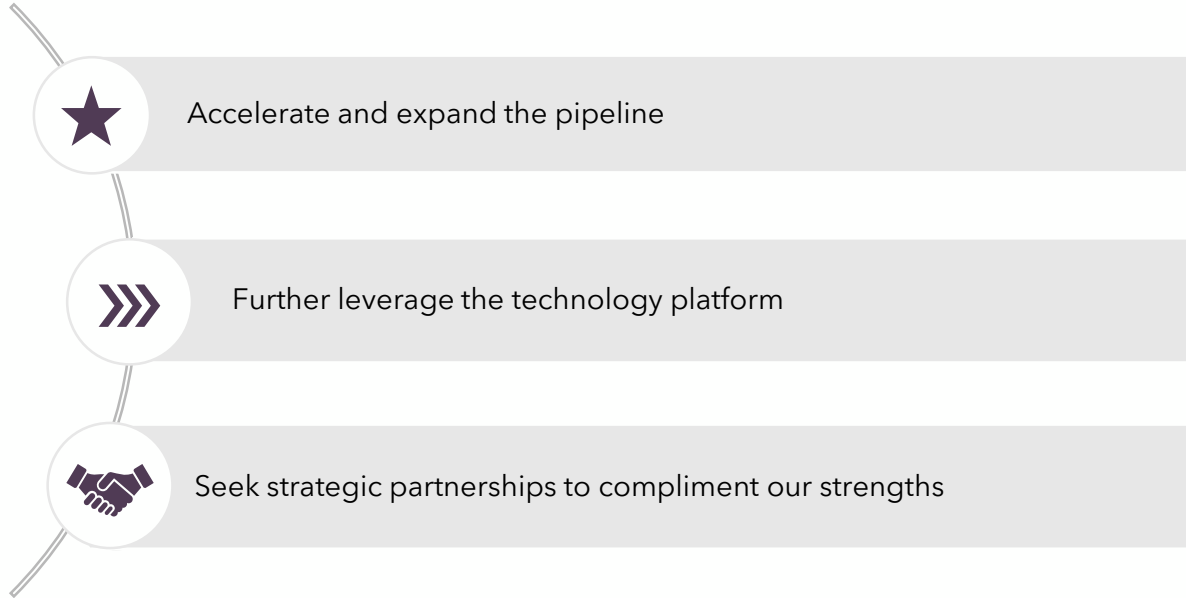 Accelerate and expand the pipeline
Further leverage the technology platform
Seek strategic partnerships to compliment our strengths